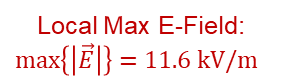 Local Max E-Field:
max{|E⃗|} = 11.6 kV/m